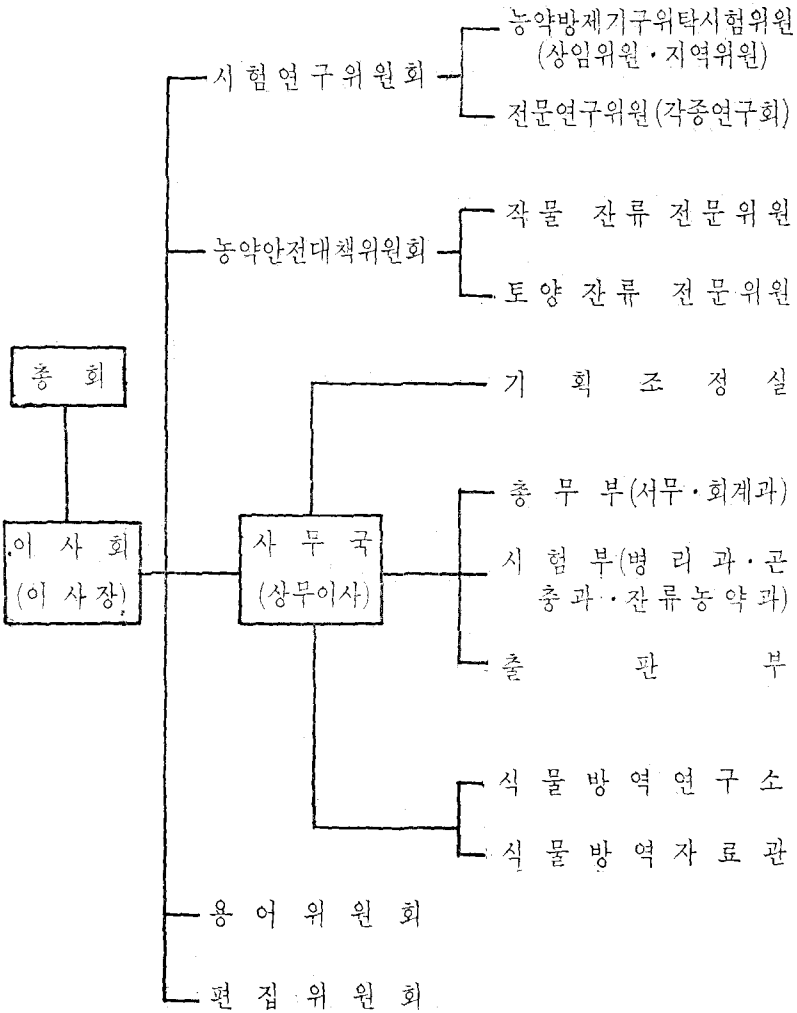 농약방제기구위탁시험위원
(상임위원·지역위원)
시험연구위원회
전문연구위원(각종연구회)
작물 잔류 전문위원
농약안전대책위원회
토양잔류 전문위원
총 회
기 획 조 정 실
총 무 부(서무·회계과)
이 사 회
(이 사 장)
사 무 국
(상무이사)
시 험 부(병 리 과·곤
충과·잔류농약과)
출 판 부
식 물 방 역 연 구 소
식 물 방 역 자 료 관
용 어 위 원 회
편 집 위 원 회